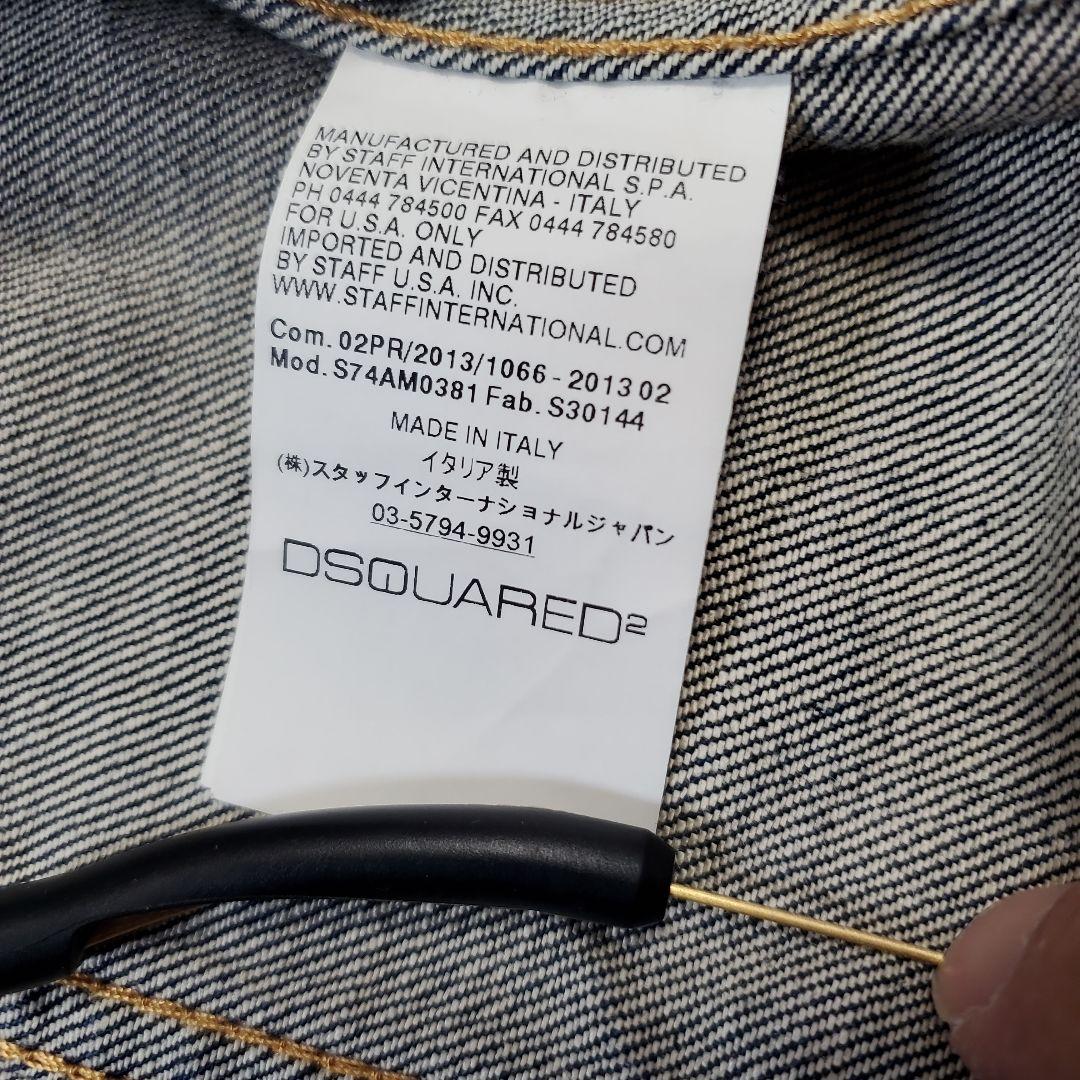 MANUFACTURED AND DISTRIBUTED
BY STAFF INTERNATIONAL S.P.A.
NOVENTA VICENTINA - ITALY
PH 0444 784500 FAX 0444 784580
FOR U.S.A. ONLY
IMPORTED AND DISTRIBUTED
BY STAFF U.S.A. INC.
WWW.STAFFINTERNATIONAL.COM
Com. 02PR/2013/1066 - 2013 02
Mod. S74AM0381 Fab. S30144
MADE IN ITALY
イタリア製
(株)スタッフインターナショナルジャパン
03-5794-9931
DSQUARED²